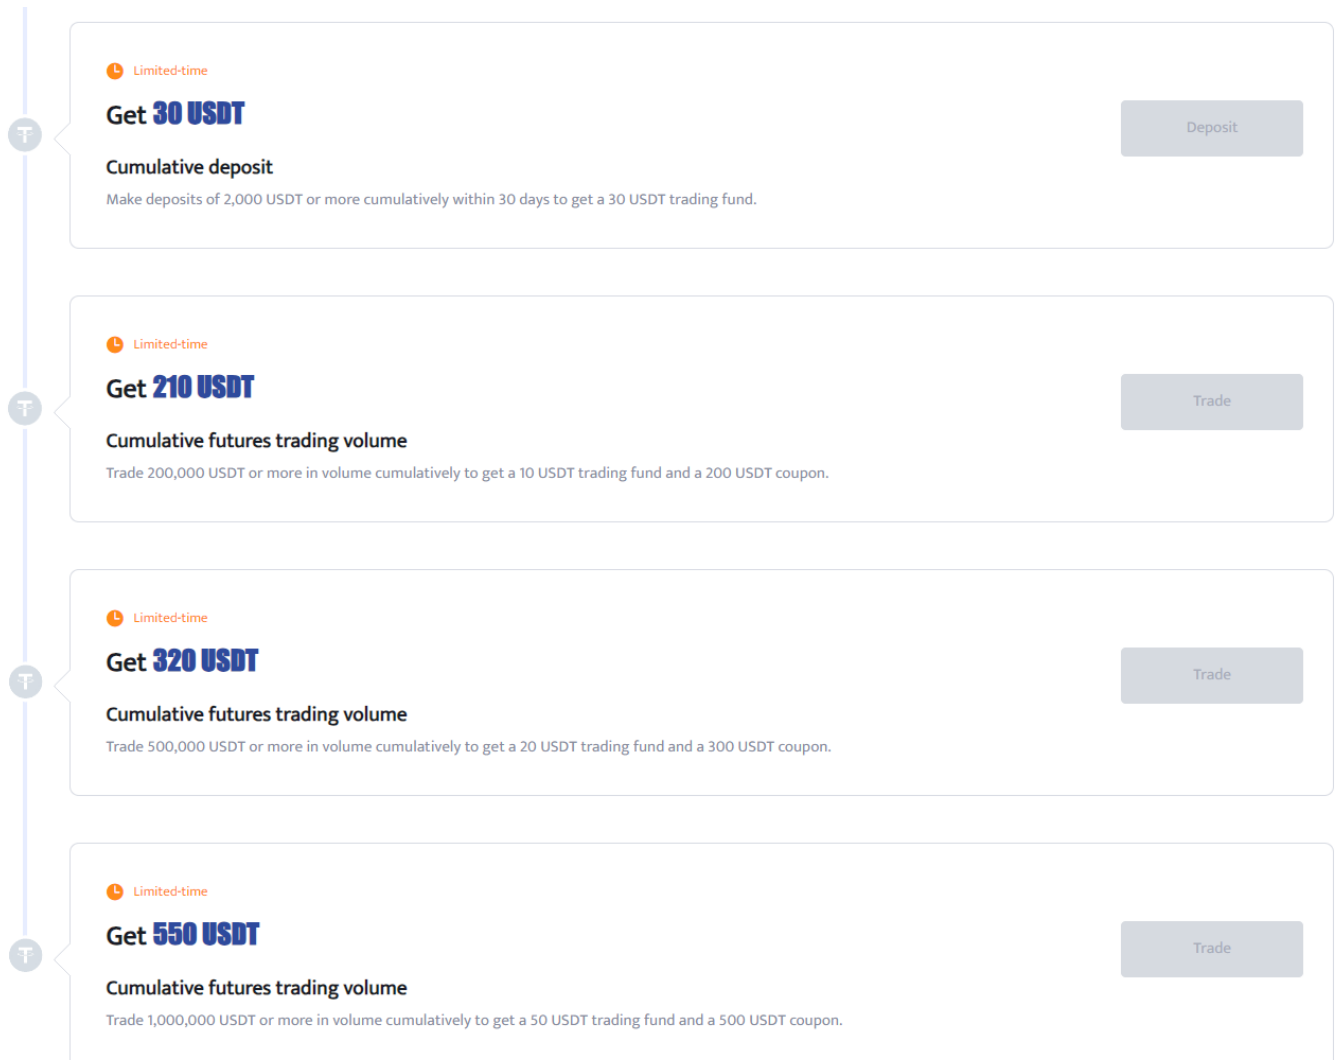 Limited-time
Get 30 USDT
Deposit
Cumulative deposit
Make deposits of 2,000 USDT or more cumulatively within 30 days to get a 30 USDT trading fund.
Limited-time
Get 210 USDT
Trade
Cumulative futures trading volume
Trade 200,000 USDT or more in volume cumulatively to get a 10 USDT trading fund and a 200 USDT coupon.
Limited-time
Get 320 USDT
Trade
Cumulative futures trading volume
Trade 500,000 USDT or more in volume cumulatively to get a 20 USDT trading fund and a 300 USDT coupon.
Limited-time
Get 550 USDT
Trade
Cumulative futures trading volume
Trade 1,000,000 USDT or more in volume cumulatively to get a 50 USDT trading fund and a 500 USDT coupon.